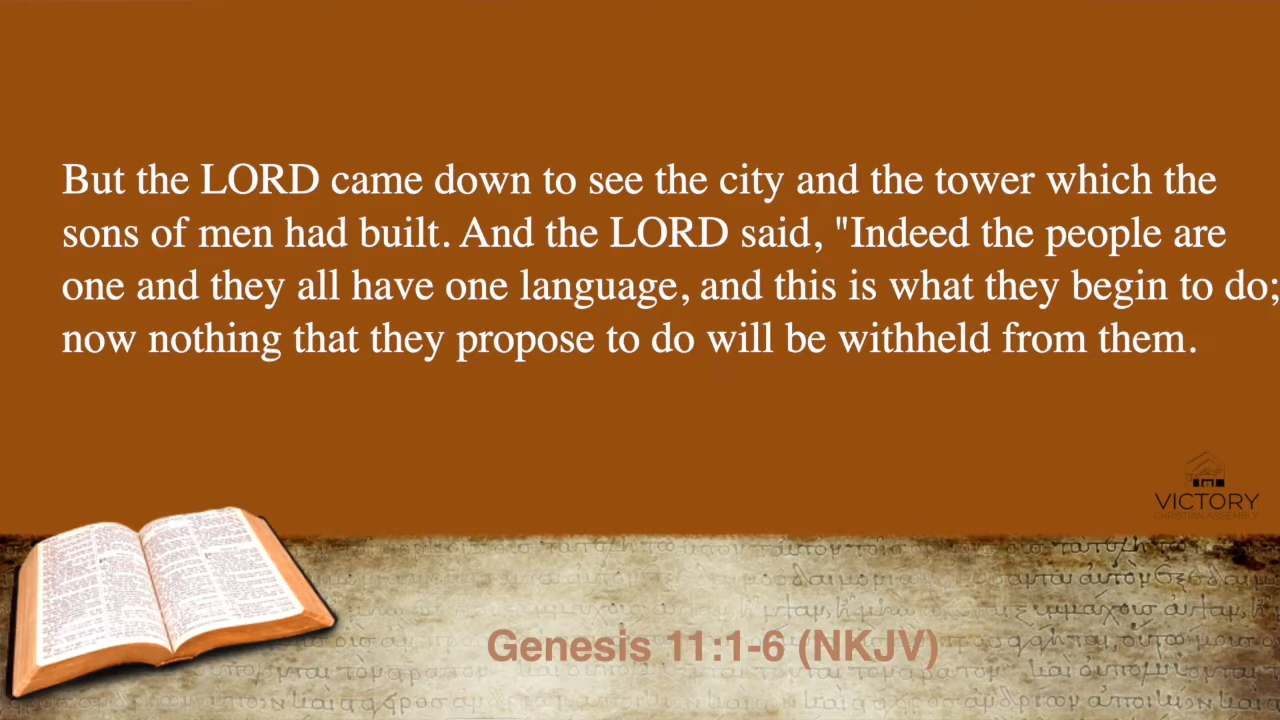 But the LORD came down to see the city and the tower which the
sons of men had built. And the LORD said, "Indeed the people are
one and they all have one language, and this is what they begin to do;
now nothing that they propose to do will be withheld from them.
VICTORY
CHRISTIAN ASSEMBLY
Genesis 11:1-6 (NKJV)